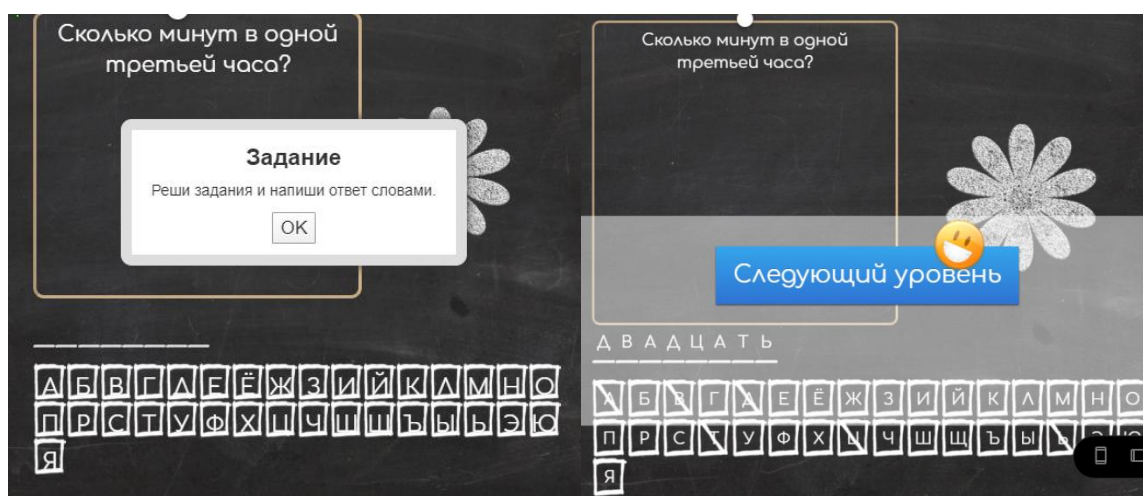 Сколько минут в одной
третьей часа?
Задание
Реши задания и напиши ответ словами.
OK
А Б В Г Д Е Ё Ж З И Й К Л М Н О
П Р С Т У Ф Х Ц Ч Ш Щ Ъ Ы Ь Э Ю
Я
Сколько минут в одной
третьей часа?
Следующий уровень
Д В А Д Ц А Т Ь
А Б В Г Д Е Ё Ж З И Й К Л М Н О
П Р С Т У Ф Х Ц Ч Ш Щ Ъ Ы Ь Э Ю
Я